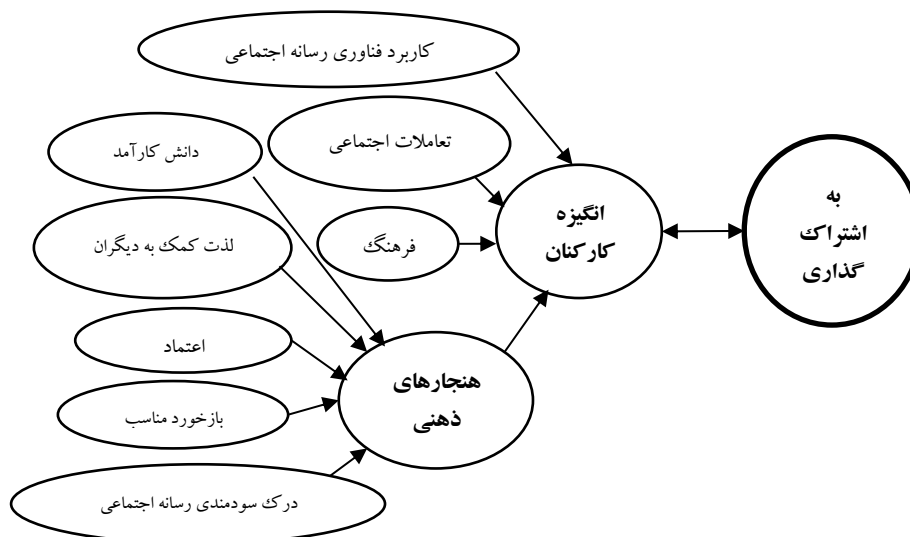 کاربرد فناوری رسانه اجتماعی
تعاملات اجتماعی
دانش کارآمد
به
اشتراک
گذاری
انگیزه
کارکنان
لذت کمک به دیگران
فرهنگ
اعتماد
هنجارهای
ذهنی
بازخورد مناسب
درک سودمندی رسانه اجتماعی